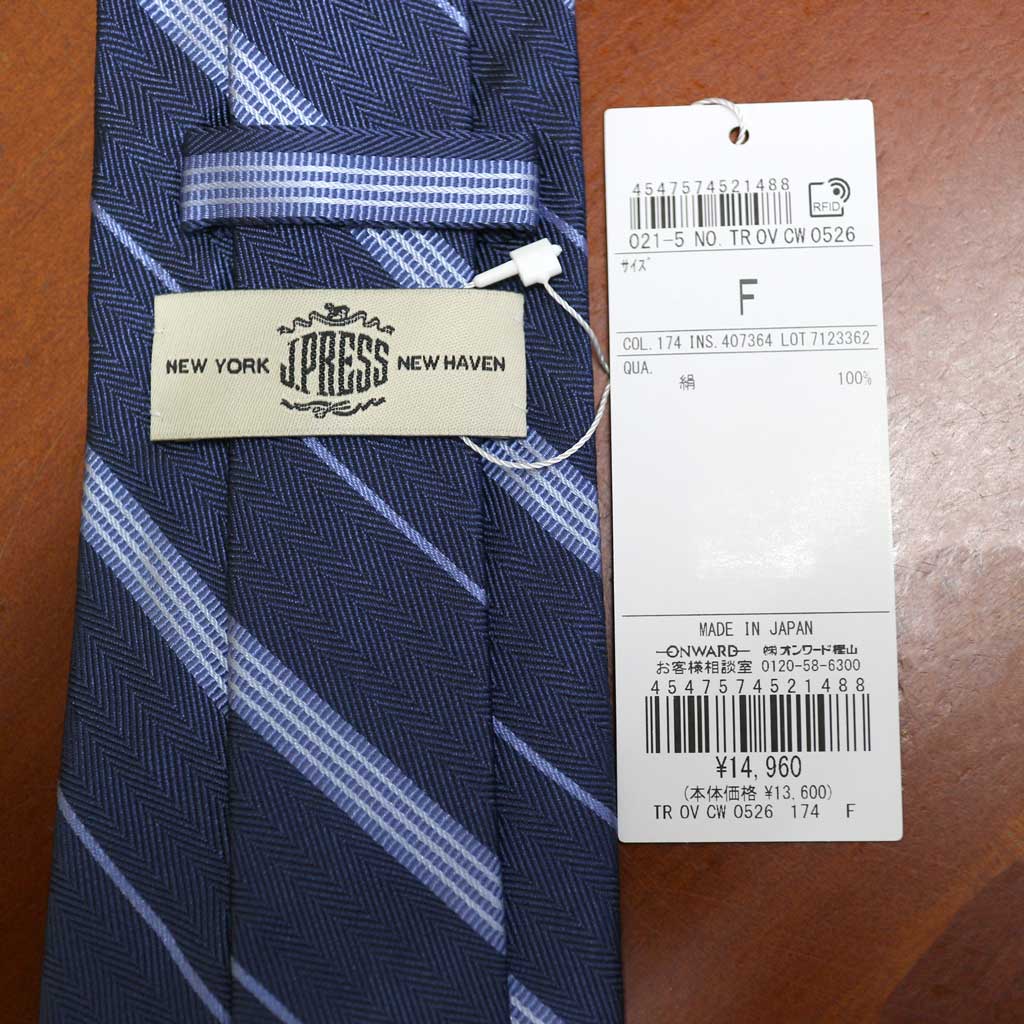 NEW YORK J.PRESS NEW HAVEN
4547574521488
RFID
021-5 NO. TR OV CW 0526
ｻｲｽﾞ
F
COL. 174 INS. 407364 LOT 7123362
QUA.
絹 100%
MADE IN JAPAN
ONWARD ㈱オンワード樫山
お客様相談室 0120-58-6300
4547574521488
¥14,960
(本体価格 ¥13,600)
TR OV CW 0526 174 F